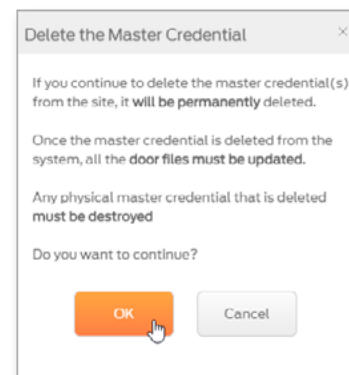 Delete the Master Credential ×
If you continue to delete the master credential(s)
from the site, it will be permanently deleted.
Once the master credential is deleted from the
system, all the door files must be updated.
Any physical master credential that is deleted
must be destroyed
Do you want to continue?
OK Cancel